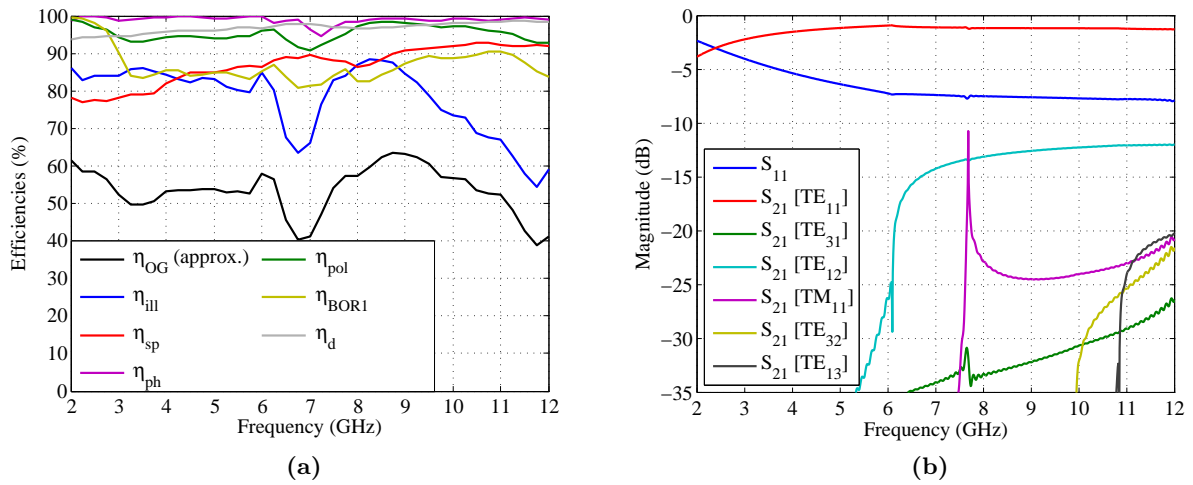 100
90
80
70
60
50
40
30
20
10
0
Efficiencies (%)
2 3 4 5 6 7 8 9 10 11 12
Frequency (GHz)
η_OG (approx.)
η_ill
η_sp
η_ph
η_pol
η_BOR1
η_d
(a)
0
−5
−10
−15
−20
−25
−30
−35
Magnitude (dB)
2 3 4 5 6 7 8 9 10 11 12
Frequency (GHz)
S_11
S_21 [TE_11]
S_21 [TE_31]
S_21 [TE_12]
S_21 [TM_11]
S_21 [TE_32]
S_21 [TE_13]
(b)